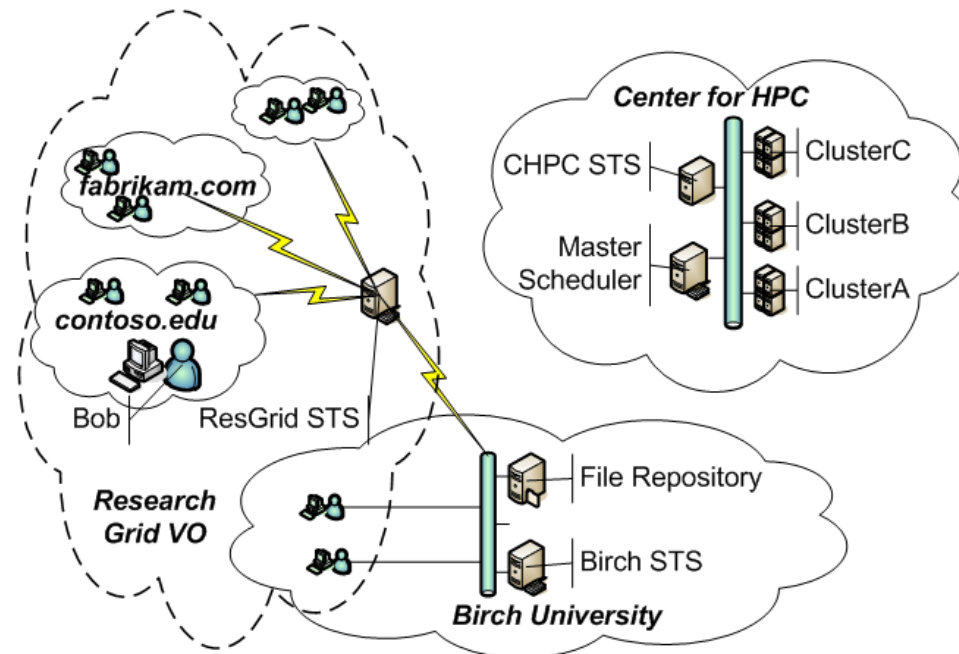 Center for HPC
CHPC STS
ClusterC
fabrikam.com
ClusterB
Master
Scheduler
ClusterA
contoso.edu
Bob
ResGrid STS
File Repository
Research
Grid VO
Birch STS
Birch University